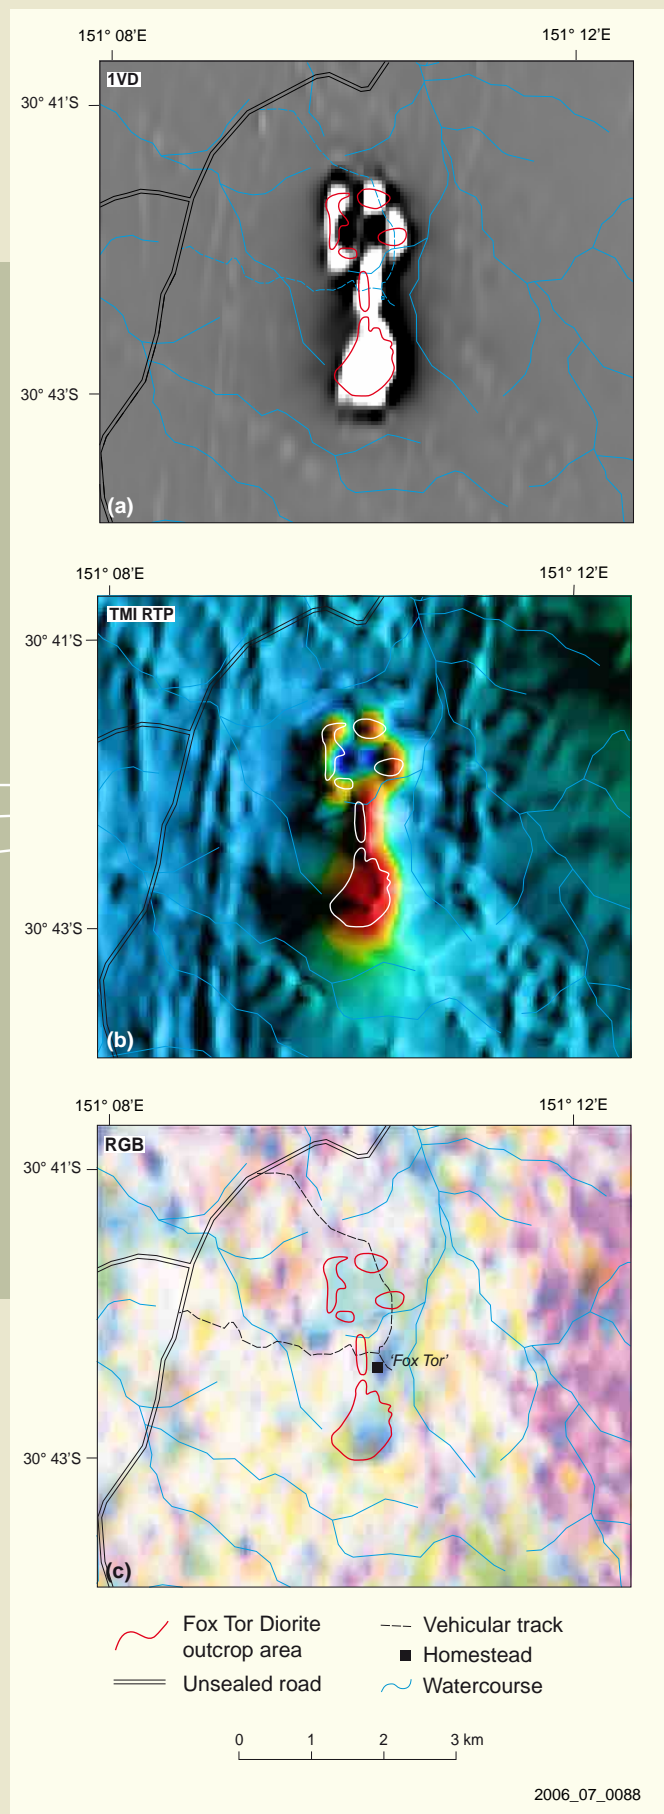 151° 08'E 151° 12'E
1VD
30° 41'S
30° 43'S
(a)
151° 08'E 151° 12'E
TMI RTP
30° 41'S
30° 43'S
(b)
151° 08'E 151° 12'E
RGB
30° 41'S
'Fox Tor'
30° 43'S
(c)
Fox Tor Diorite
outcrop area
Unsealed road
Vehicular track
Homestead
Watercourse
0 1 2 3 km
2006_07_0088